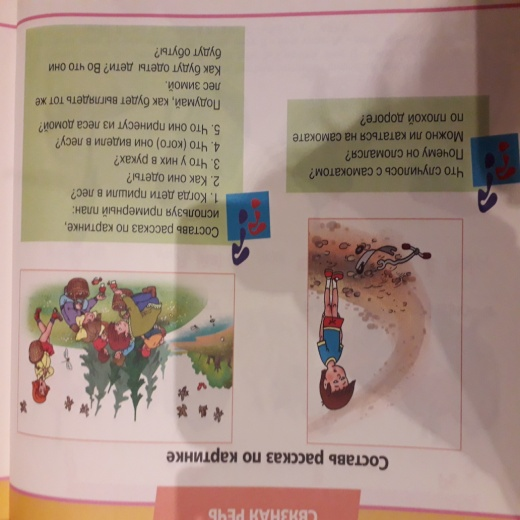 СВЯЗНАЯ РЕЧЬ
Составь рассказ по картинке
Что случилось с самокатом?
Почему он сломался?
Можно ли кататься на самокате
по плохой дороге?
Составь рассказ по картинке,
используя примерный план:
1. Когда дети пришли в лес?
2. Как они одеты?
3. Что у них в руках?
4. Что (кого) они видели в лесу?
5. Что они принесут из леса домой?
Подумай, как будет выглядеть тот же
лес зимой.
Как будут одеты дети? Во что они
будут обуты?